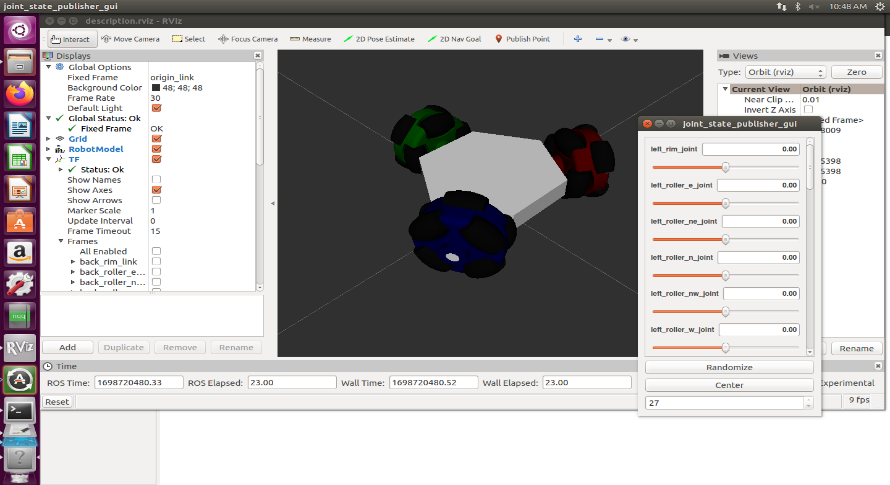 joint_state_publisher_gui
10:48 AM
description.rviz - RViz
Interact
Move Camera
Select
Focus Camera
Measure
2D Pose Estimate
2D Nav Goal
Publish Point
Displays
Global Options
Fixed Frame origin_link
Background Color 48; 48; 48
Frame Rate 30
Default Light
Global Status: Ok
Fixed Frame OK
Grid
RobotModel
TF
Status: Ok
Show Names
Show Axes
Show Arrows
Marker Scale 1
Update Interval 0
Frame Timeout 15
Frames
All Enabled
back_rim_link
back_roller_e...
back_roller_n...
Add
Duplicate
Remove
Rename
Views
Type: Orbit (rviz)
Zero
Current View Orbit (rviz)
Near Clip ... 0.01
Invert Z Axis
Frame>
8009
5398
5398
0
Rename
joint_state_publisher_gui
left_rim_joint 0.00
left_roller_e_joint 0.00
left_roller_ne_joint 0.00
left_roller_n_joint 0.00
left_roller_nw_joint 0.00
left_roller_w_joint 0.00
Randomize
Center
27
Time
ROS Time: 1698720480.33
ROS Elapsed: 23.00
Wall Time: 1698720480.52
Wall Elapsed: 23.00
Experimental
Reset
9 fps
RViz